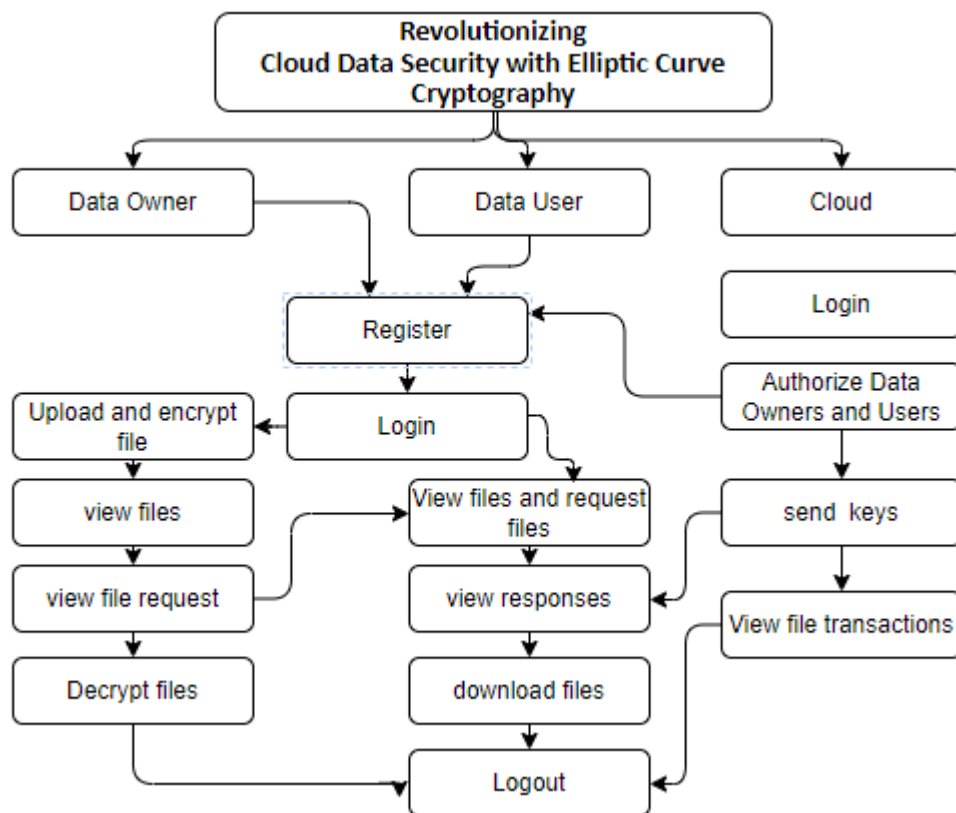 Revolutionizing
Cloud Data Security with Elliptic Curve
Cryptography
Data Owner
Data User
Cloud
Register
Login
Authorize Data
Owners and Users
Upload and encrypt
file
Login
view files
View files and request
files
send keys
view file request
view responses
View file transactions
Decrypt files
download files
Logout